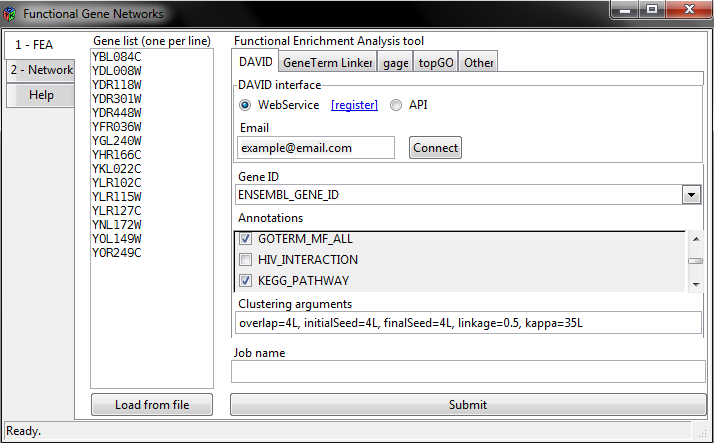 Functional Gene Networks
1 - FEA
2 - Network
Help
Gene list (one per line)
YBL084C
YDL008W
YDR118W
YDR301W
YDR448W
YFR036W
YGL240W
YHR166C
YKL022C
YLR102C
YLR115W
YLR127C
YNL172W
YOL149W
YOR249C
Load from file
Functional Enrichment Analysis tool
DAVID GeneTerm Linker gage topGO Other
DAVID interface
WebService [register] API
Email
example@email.com Connect
Gene ID
ENSEMBL_GENE_ID
Annotations
GOTERM_MF_ALL
HIV_INTERACTION
KEGG_PATHWAY
Clustering arguments
overlap=4L, initialSeed=4L, finalSeed=4L, linkage=0.5, kappa=35L
Job name
Submit
Ready.